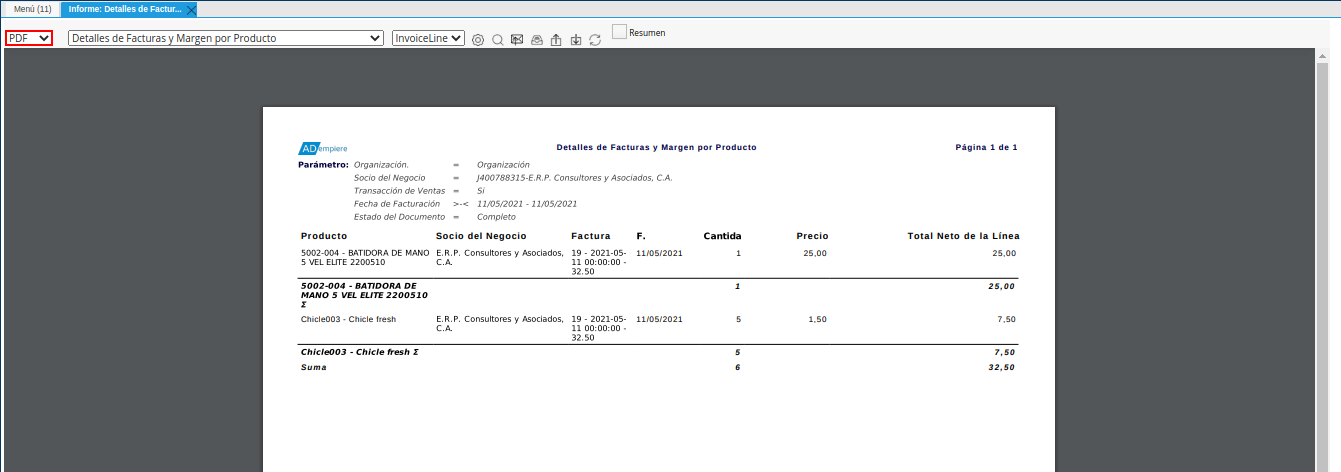 Menú (11) Informe: Detalles de Factur...
PDF Detalles de Facturas y Margen por Producto InvoiceLine Resumen
ADempiere Detalles de Facturas y Margen por Producto Página 1 de 1
Parámetro: Organización. = Organización
Socio del Negocio = J400788315-E.R.P. Consultores y Asociados, C.A.
Transacción de Ventas = Si
Fecha de Facturación >-< 11/05/2021 - 11/05/2021
Estado del Documento = Completo
Producto Socio del Negocio Factura F. Cantida Precio Total Neto de la Línea
5002-004 - BATIDORA DE MANO E.R.P. Consultores y Asociados, 19 - 2021-05- 11/05/2021 1 25,00 25,00
5 VEL ELITE 2200510 C.A. 11 00:00:00 -
32.50
5002-004 - BATIDORA DE 1 25,00
MANO 5 VEL ELITE 2200510
Σ
Chicle003 - Chicle fresh E.R.P. Consultores y Asociados, 19 - 2021-05- 11/05/2021 5 1,50 7,50
C.A. 11 00:00:00 -
32.50
Chicle003 - Chicle fresh Σ 5 7,50
Suma 6 32,50